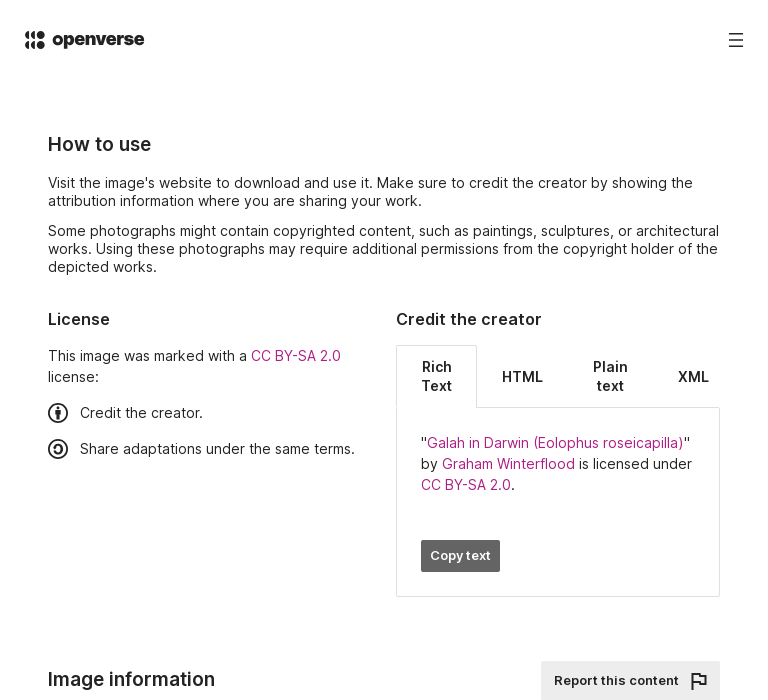 openverse
How to use
Visit the image's website to download and use it. Make sure to credit the creator by showing the
attribution information where you are sharing your work.
Some photographs might contain copyrighted content, such as paintings, sculptures, or architectural
works. Using these photographs may require additional permissions from the copyright holder of the
depicted works.
License
This image was marked with a CC BY-SA 2.0
license:
Credit the creator.
Share adaptations under the same terms.
Credit the creator
Rich
Text
HTML
Plain
text
XML
"Galah in Darwin (Eolophus roseicapilla)"
by Graham Winterflood is licensed under
CC BY-SA 2.0.
Copy text
Image information
Report this content